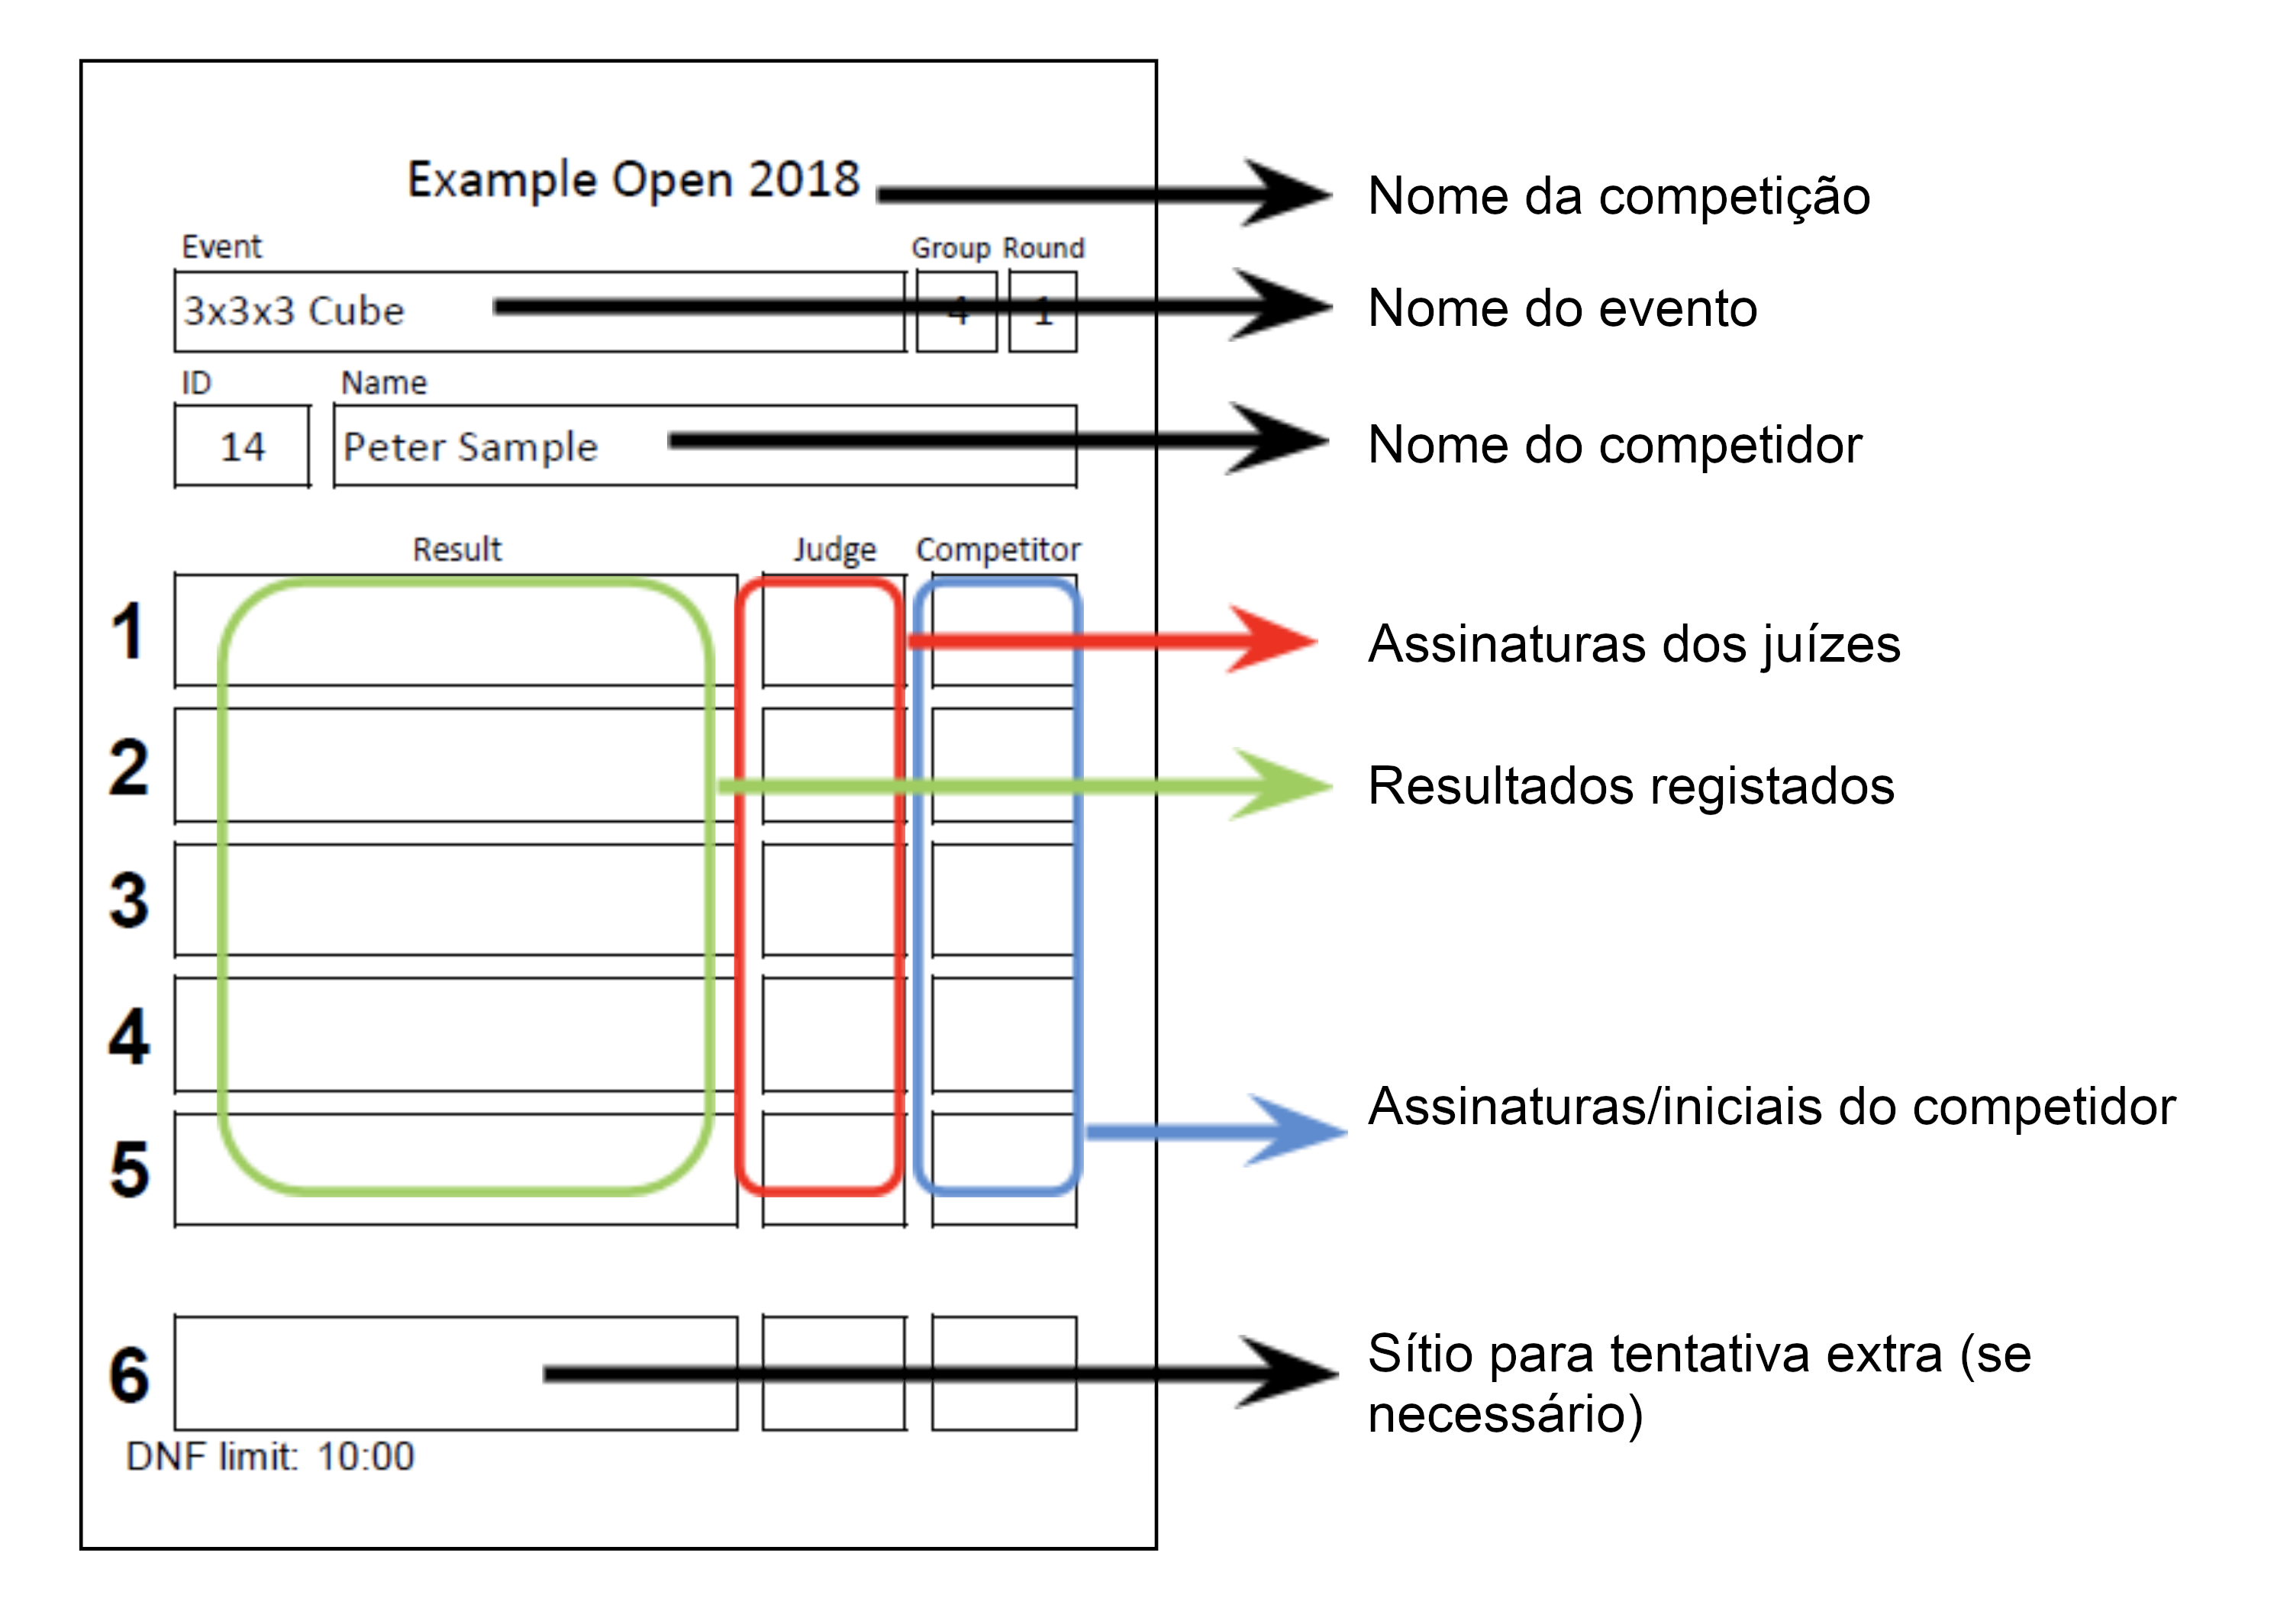 Example Open 2018
Nome da competição
Event
Group
Round
3x3x3 Cube
4
1
Nome do evento
ID
Name
14
Peter Sample
Nome do competidor
Result
Judge
Competitor
1
Assinaturas dos juízes
2
Resultados registados
3
4
Assinaturas/iniciais do competidor
5
6
Sítio para tentativa extra (se
necessário)
DNF limit: 10:00